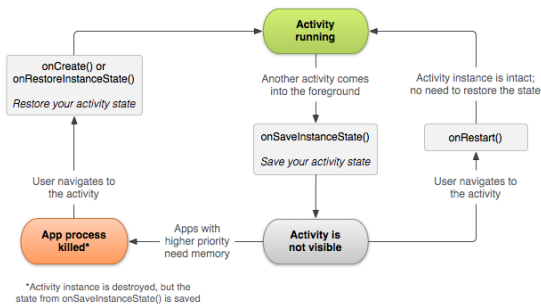 Activity
running
onCreate() or
onRestoreInstanceState()
Restore your activity state
Another activity comes
into the foreground
Activity instance is intact;
no need to restore the state
onSaveInstanceState()
Save your activity state
onRestart()
User navigates to
the activity
User navigates to
the activity
App process
killed*
Apps with
higher priority
need memory
Activity is
not visible
*Activity instance is destroyed, but the
state from onSaveInstanceState() is saved